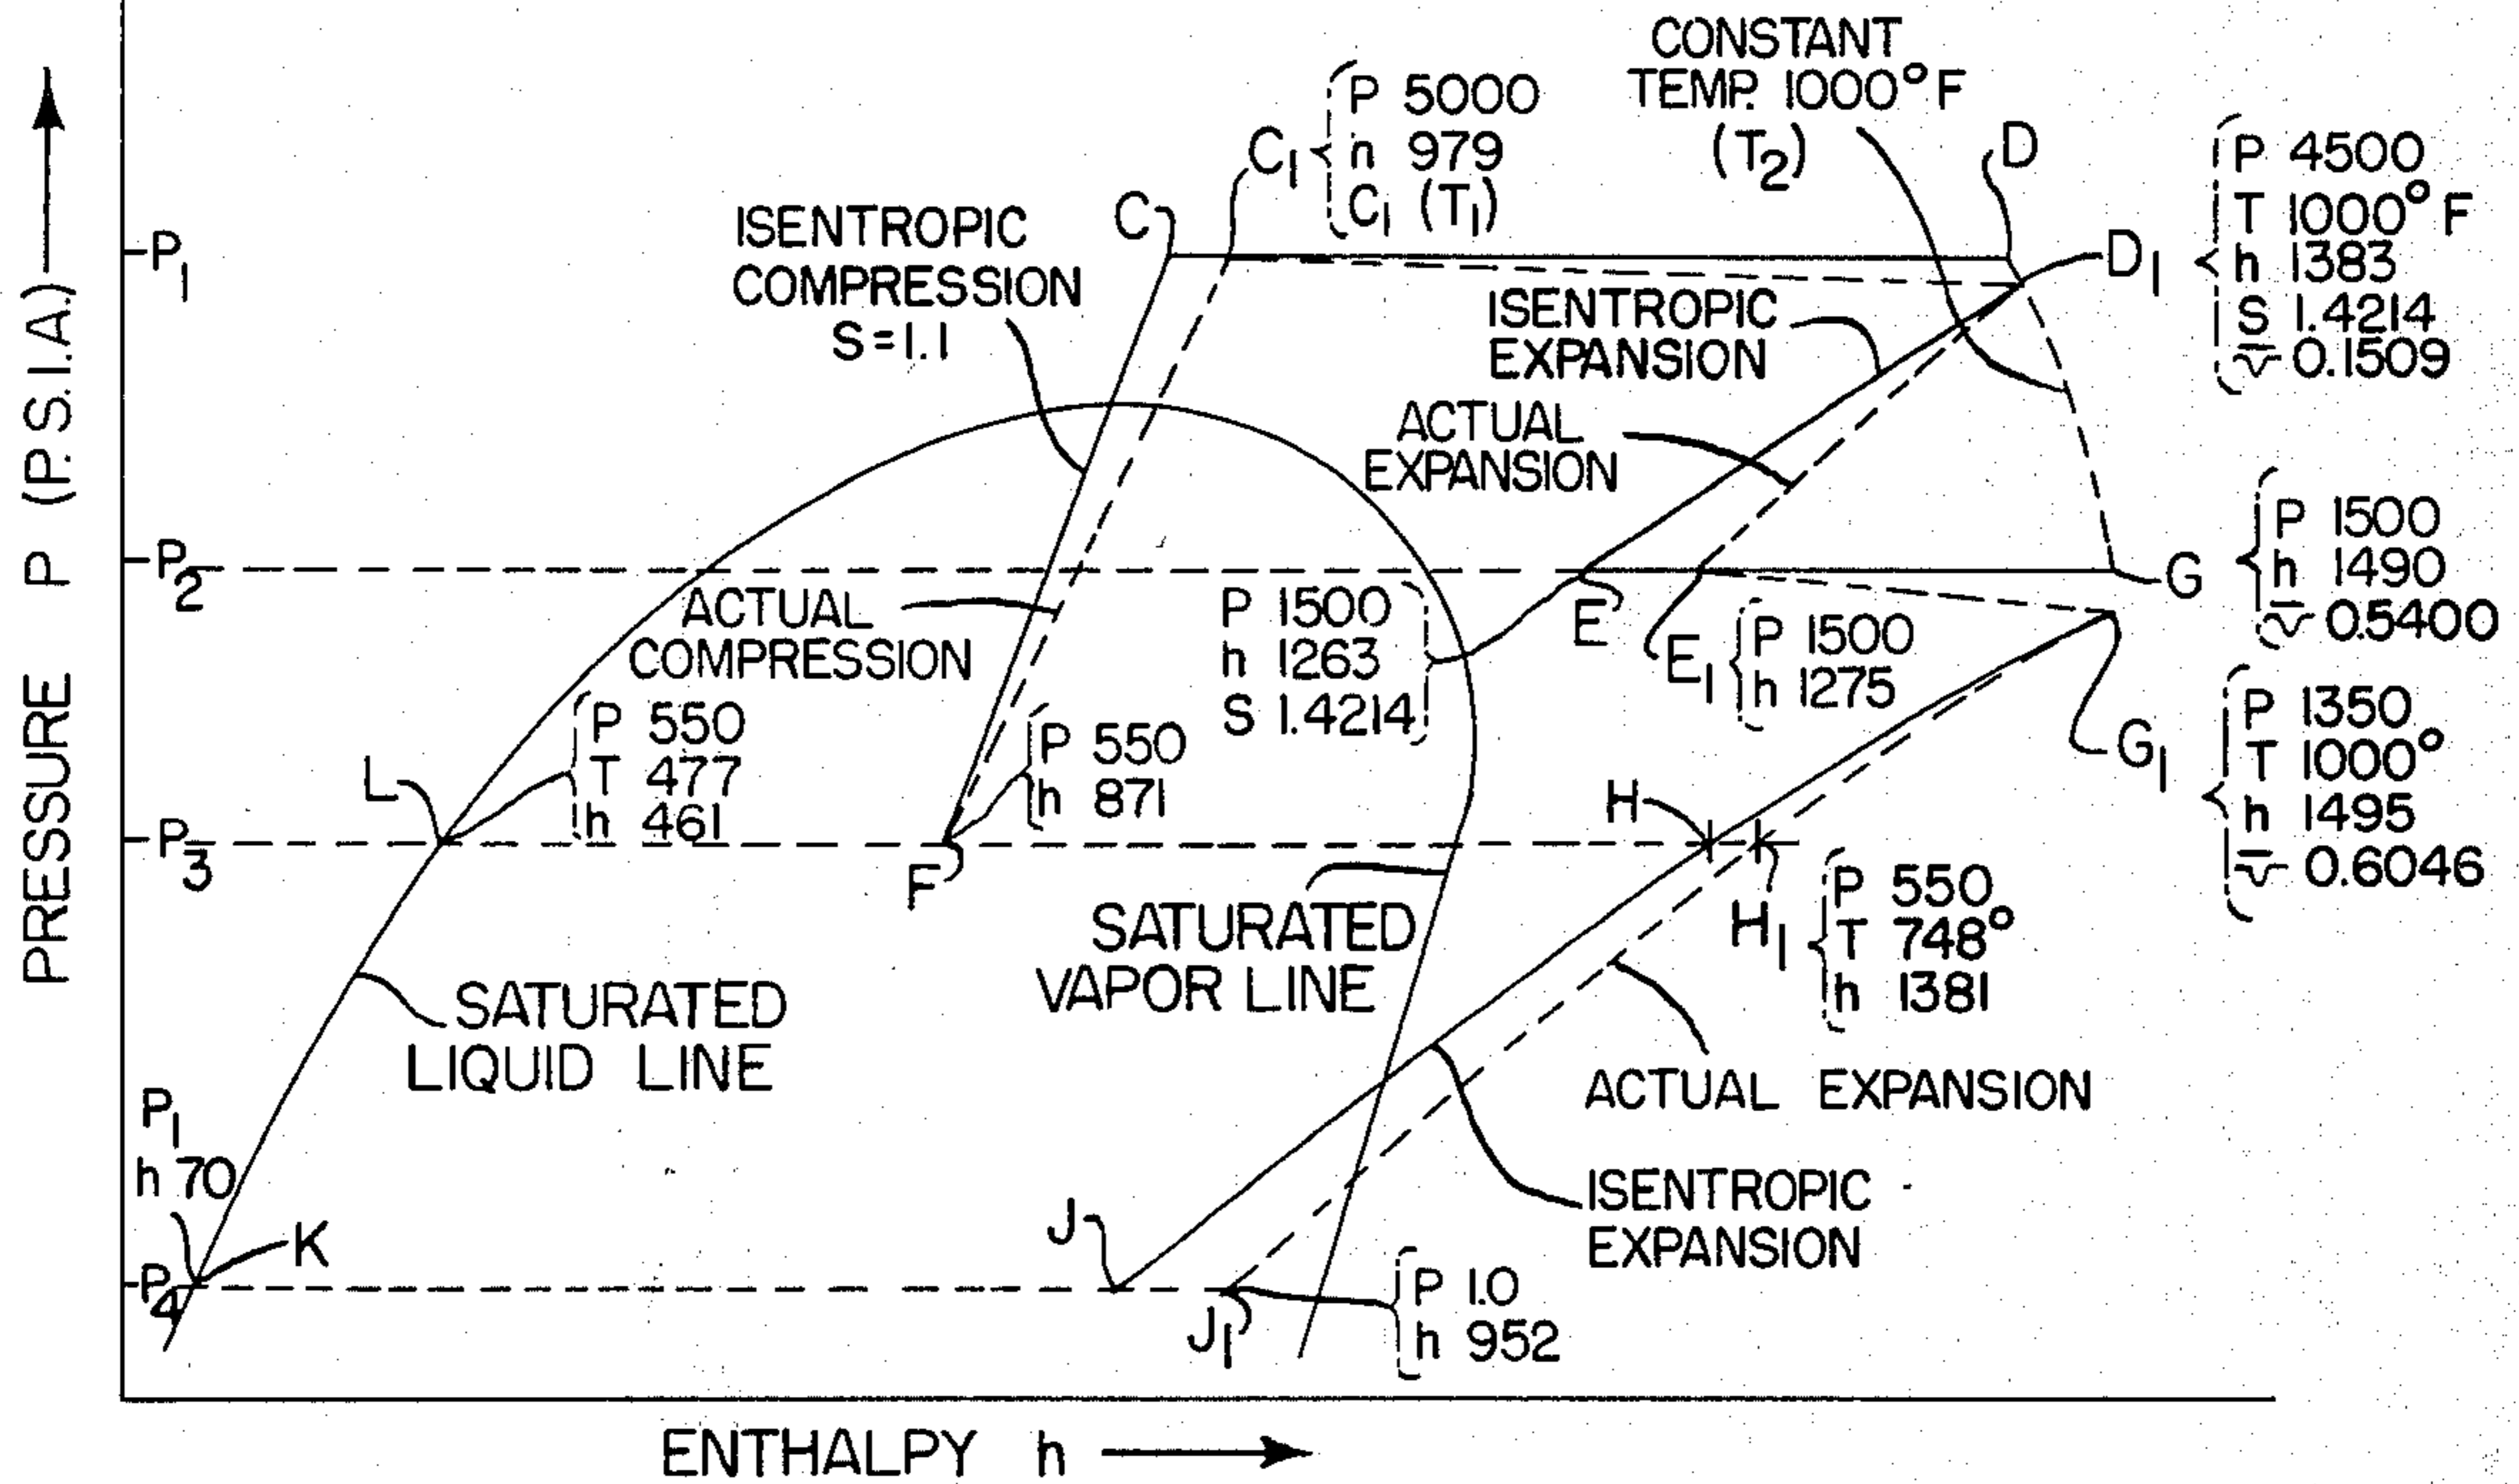 CONSTANT
TEMP. 1000° F
(T2)
C1
P 5000
h 979
C1 (T1)
D
D1
P 4500
T 1000° F
h 1383
S 1.4214
V̄ 0.1509
C
ISENTROPIC
COMPRESSION
S=1.1
P1
ISENTROPIC
EXPANSION
ACTUAL
EXPANSION
PRESSURE P (P.S.I.A.)
P2
ACTUAL
COMPRESSION
P 1500
h 1263
S 1.4214
E
E1
P 1500
h 1275
G
P 1500
h 1490
V̄ 0.5400
G1
P 1350
T 1000°
h 1495
V̄ 0.6046
L
P 550
T 477
h 461
P 550
h 871
H
P3
F
H1
P 550
T 748°
h 1381
SATURATED
VAPOR LINE
SATURATED
LIQUID LINE
ACTUAL EXPANSION
P1
h 70
K
J
ISENTROPIC
EXPANSION
P4
J1
P 1.0
h 952
ENTHALPY h